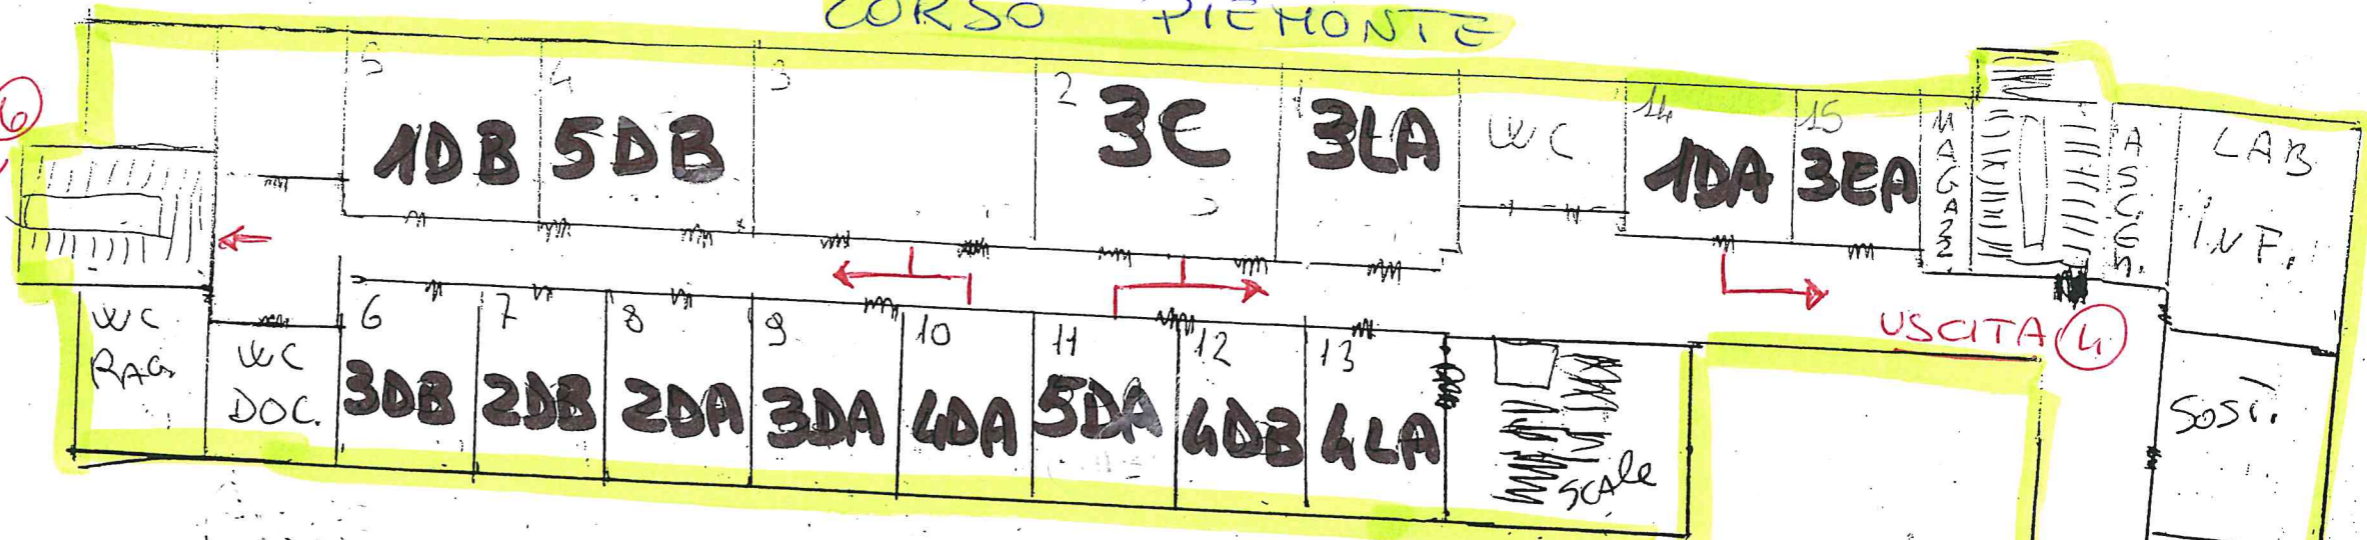 CORSO PIEMONTE
6
5
4
3
2
1
14
15
1DB
5DB
3C
3LA
WC
1DA
3EA
MAGAZZ.
ASCEN.
LAB
INF.
6
7
8
9
10
11
12
13
WC
RAG.
WC
DOC.
3DB
2DB
2DA
3DA
4DA
5DA
4DB
4LA
SCALE
USCITA 4
SOST.